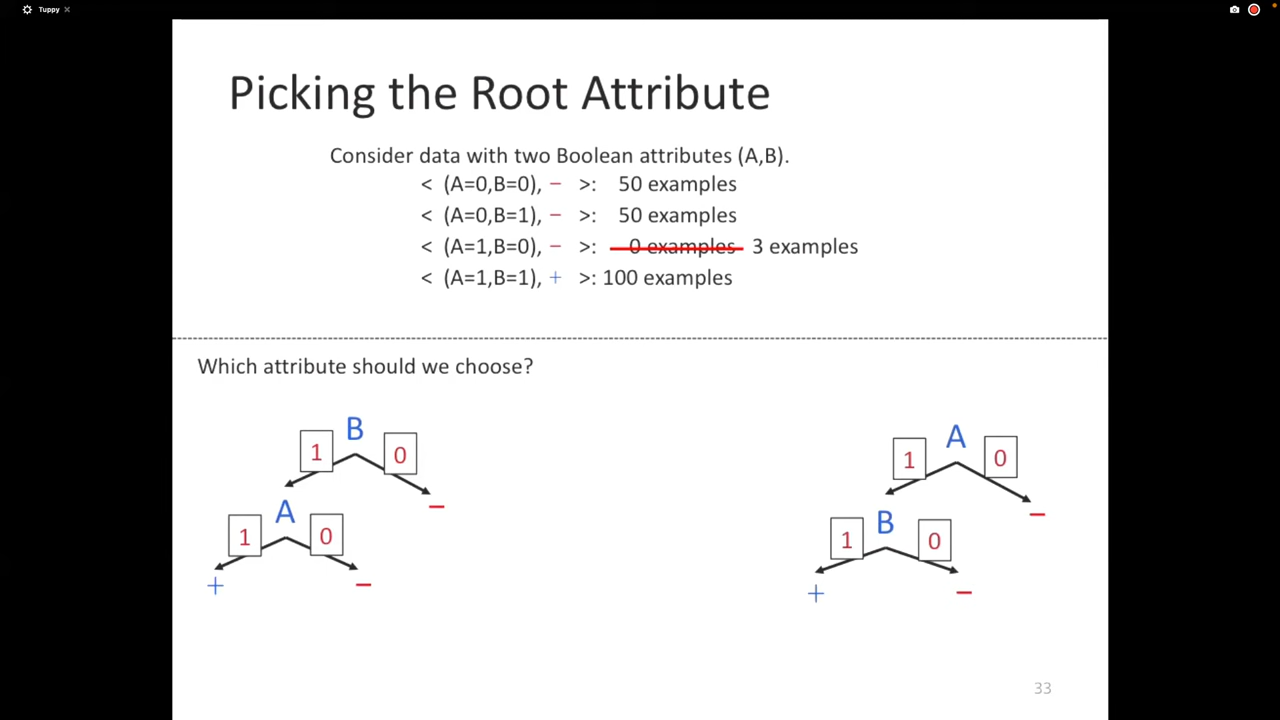 Tuppy
Picking the Root Attribute
Consider data with two Boolean attributes (A,B).
< (A=0,B=0), − >: 50 examples
< (A=0,B=1), − >: 50 examples
< (A=1,B=0), − >: 0 examples 3 examples
< (A=1,B=1), + >: 100 examples
Which attribute should we choose?
B
1 0
−
A
1 0
+ −
A
1 0
−
B
1 0
+ −
33